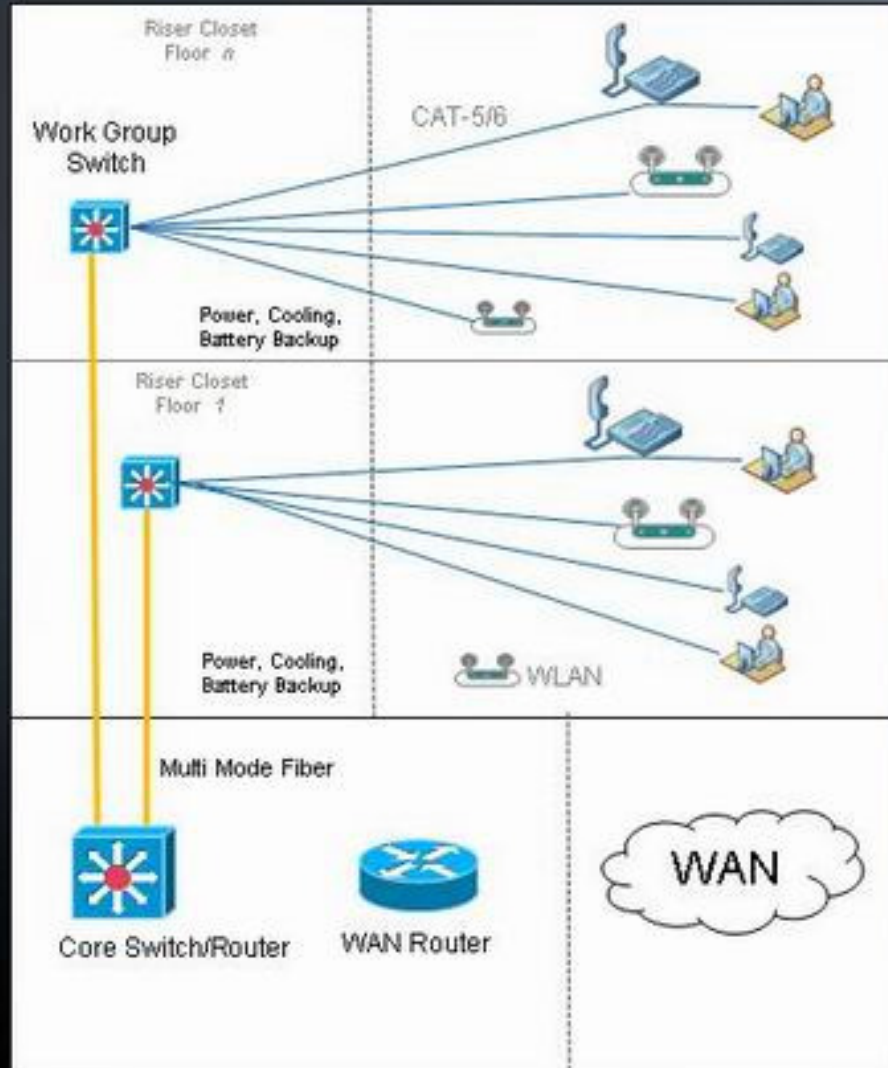 Riser Closet
Floor n
CAT-5/6
Work Group
Switch
Power, Cooling,
Battery Backup
Riser Closet
Floor 1
Power, Cooling,
Battery Backup
WLAN
Multi Mode Fiber
WAN
Core Switch/Router
WAN Router